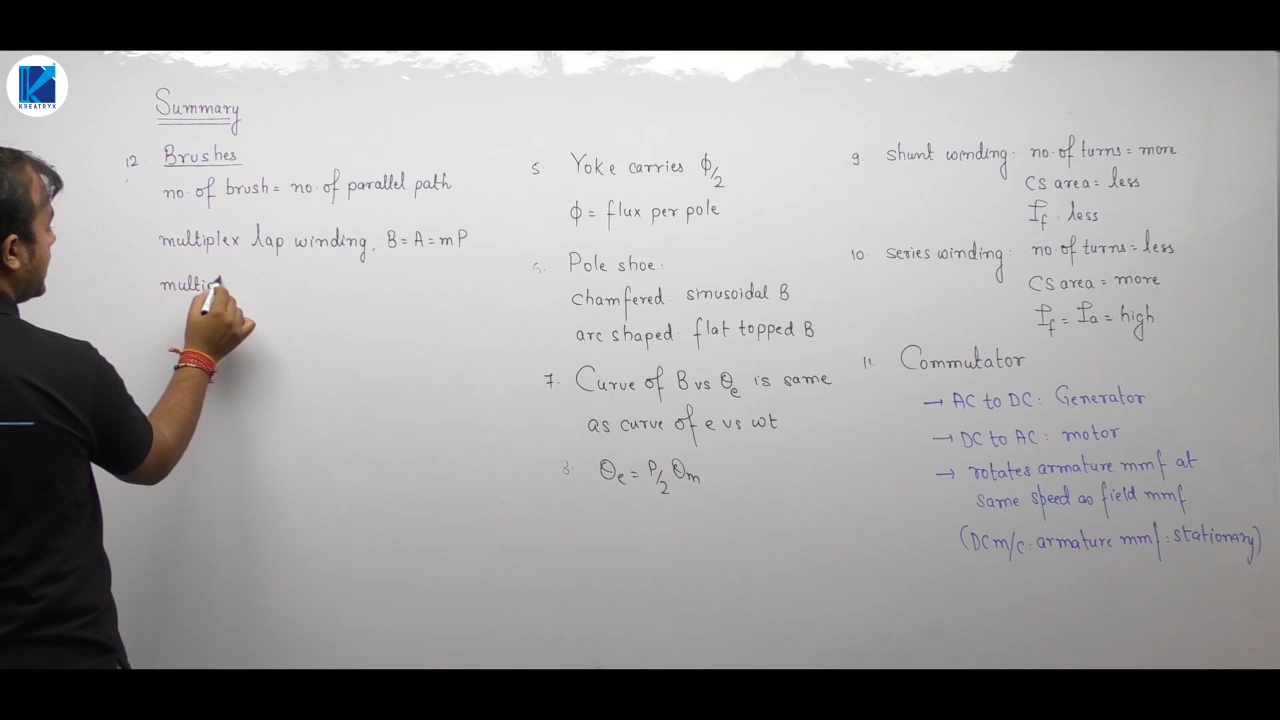 KREATRYX
Summary
12. Brushes
no. of brush = no. of parallel path
multiplex lap winding, B = A = mP
5. Yoke carries ϕ/2
ϕ = flux per pole
6. Pole shoe:
chamfered: sinusoidal B
arc shaped: flat topped B
7. Curve of B vs θe is same
as curve of e vs wt
8. θe = P/2 θm
9. shunt winding: no. of turns = more
CS area = less
If : less
10. series winding: no. of turns = less
CS area = more
If = Ia = high
11. Commutator
→ AC to DC: Generator
→ DC to AC: motor
→ rotates armature mmf at
same speed as field mmf
(DC m/c: armature mmf: stationary)